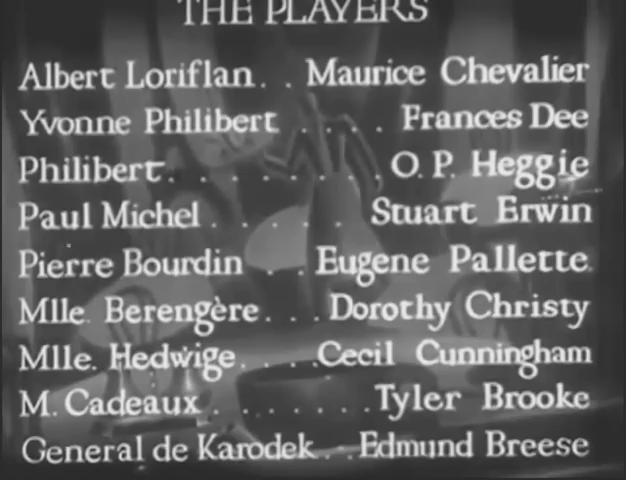 THE PLAYERS
Albert Loriflan. . Maurice Chevalier
Yvonne Philibert . . . . Frances Dee
Philibert. . . . . . . . O. P. Heggie
Paul Michel . . . . . Stuart Erwin
Pierre Bourdin . . Eugene Pallette.
Mlle. Berengère. . . Dorothy Christy
Mlle. Hedwige. . . .Cecil Cunningham
M. Cadeaux . . . . . . . Tyler Brooke
General de Karodek. . . Edmund Breese